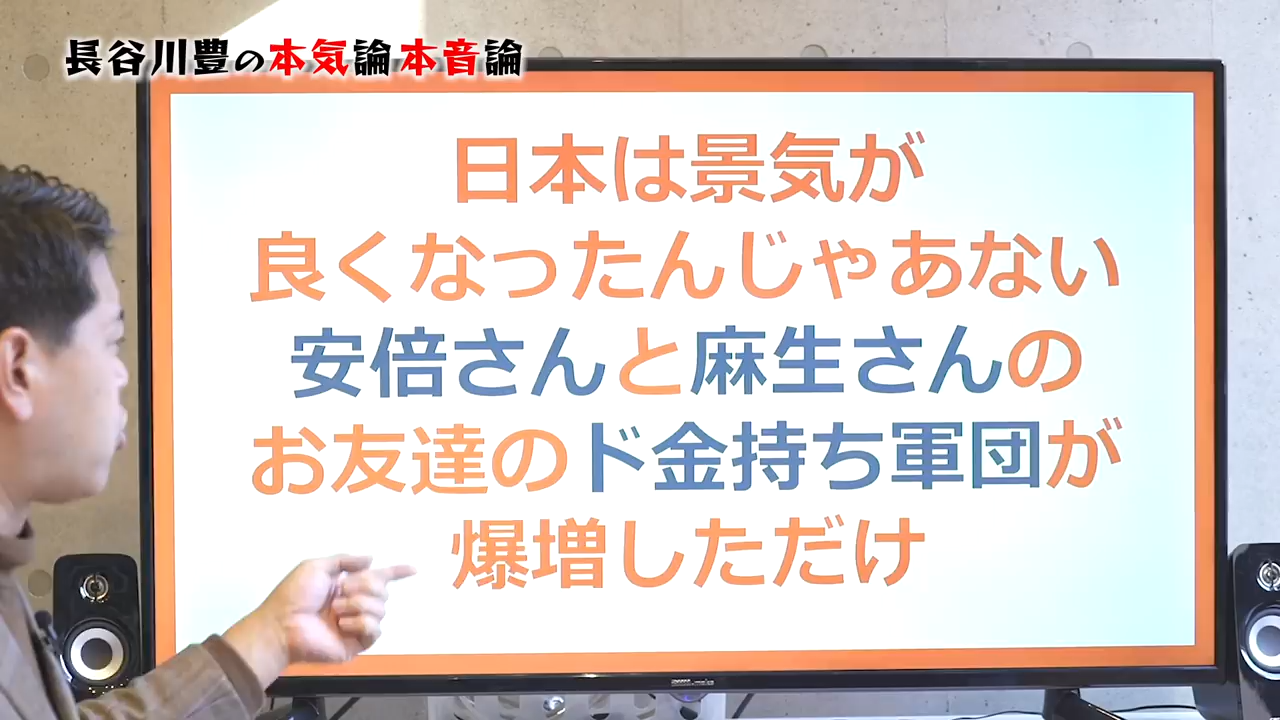 長谷川豊の本気論本音論
日本は景気が
良くなったんじゃあない
安倍さんと麻生さんの
お友達のド金持ち軍団が
爆増しただけ